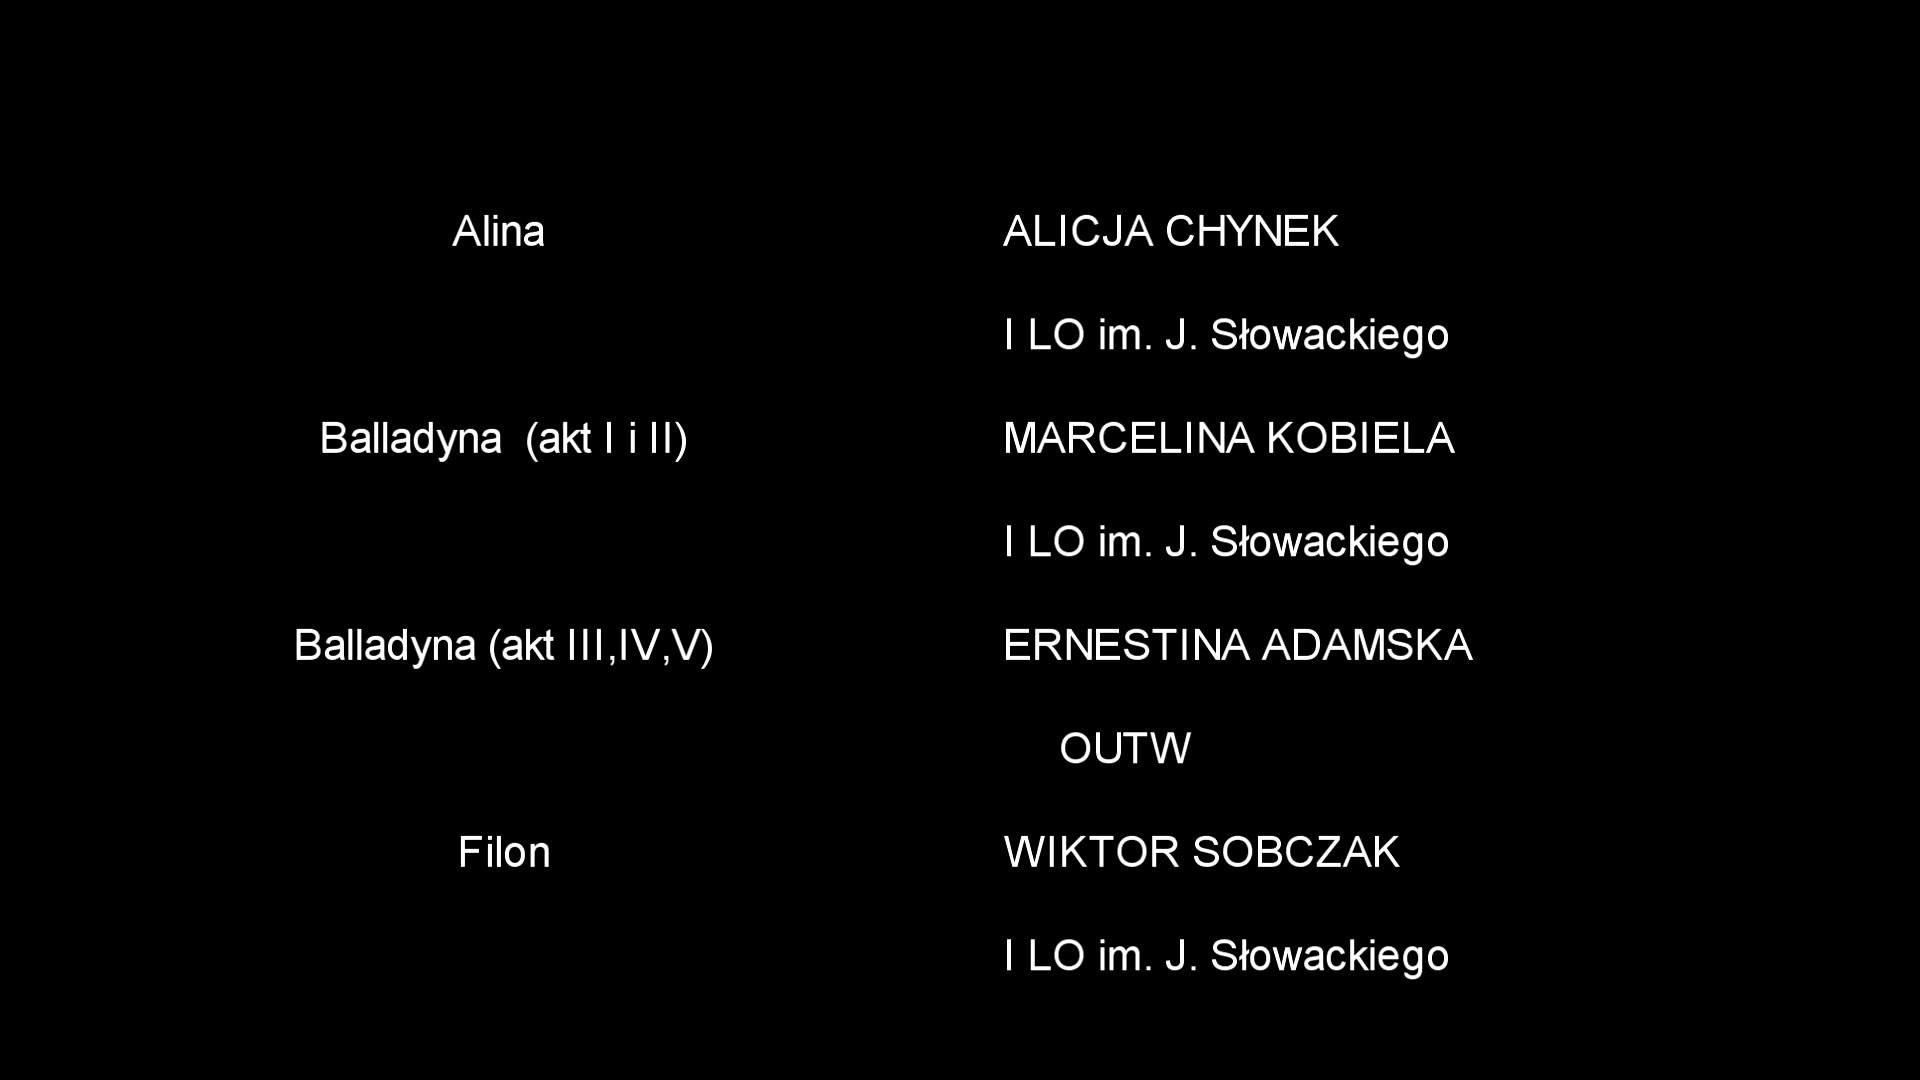 Alina ALICJA CHYNEK
I LO im. J. Słowackiego
Balladyna (akt I i II) MARCELINA KOBIELA
I LO im. J. Słowackiego
Balladyna (akt III,IV,V) ERNESTINA ADAMSKA
OUTW
Filon WIKTOR SOBCZAK
I LO im. J. Słowackiego